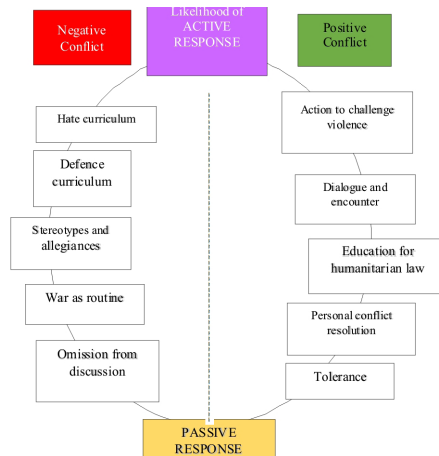 Negative
Conflict
Likelihood of
ACTIVE
RESPONSE
Positive
Conflict
Hate curriculum
Defence
curriculum
Stereotypes and
allegiances
War as routine
Omission from
discussion
Action to challenge
violence
Dialogue and
encounter
Education for
humanitarian law
Personal conflict
resolution
Tolerance
PASSIVE
RESPONSE